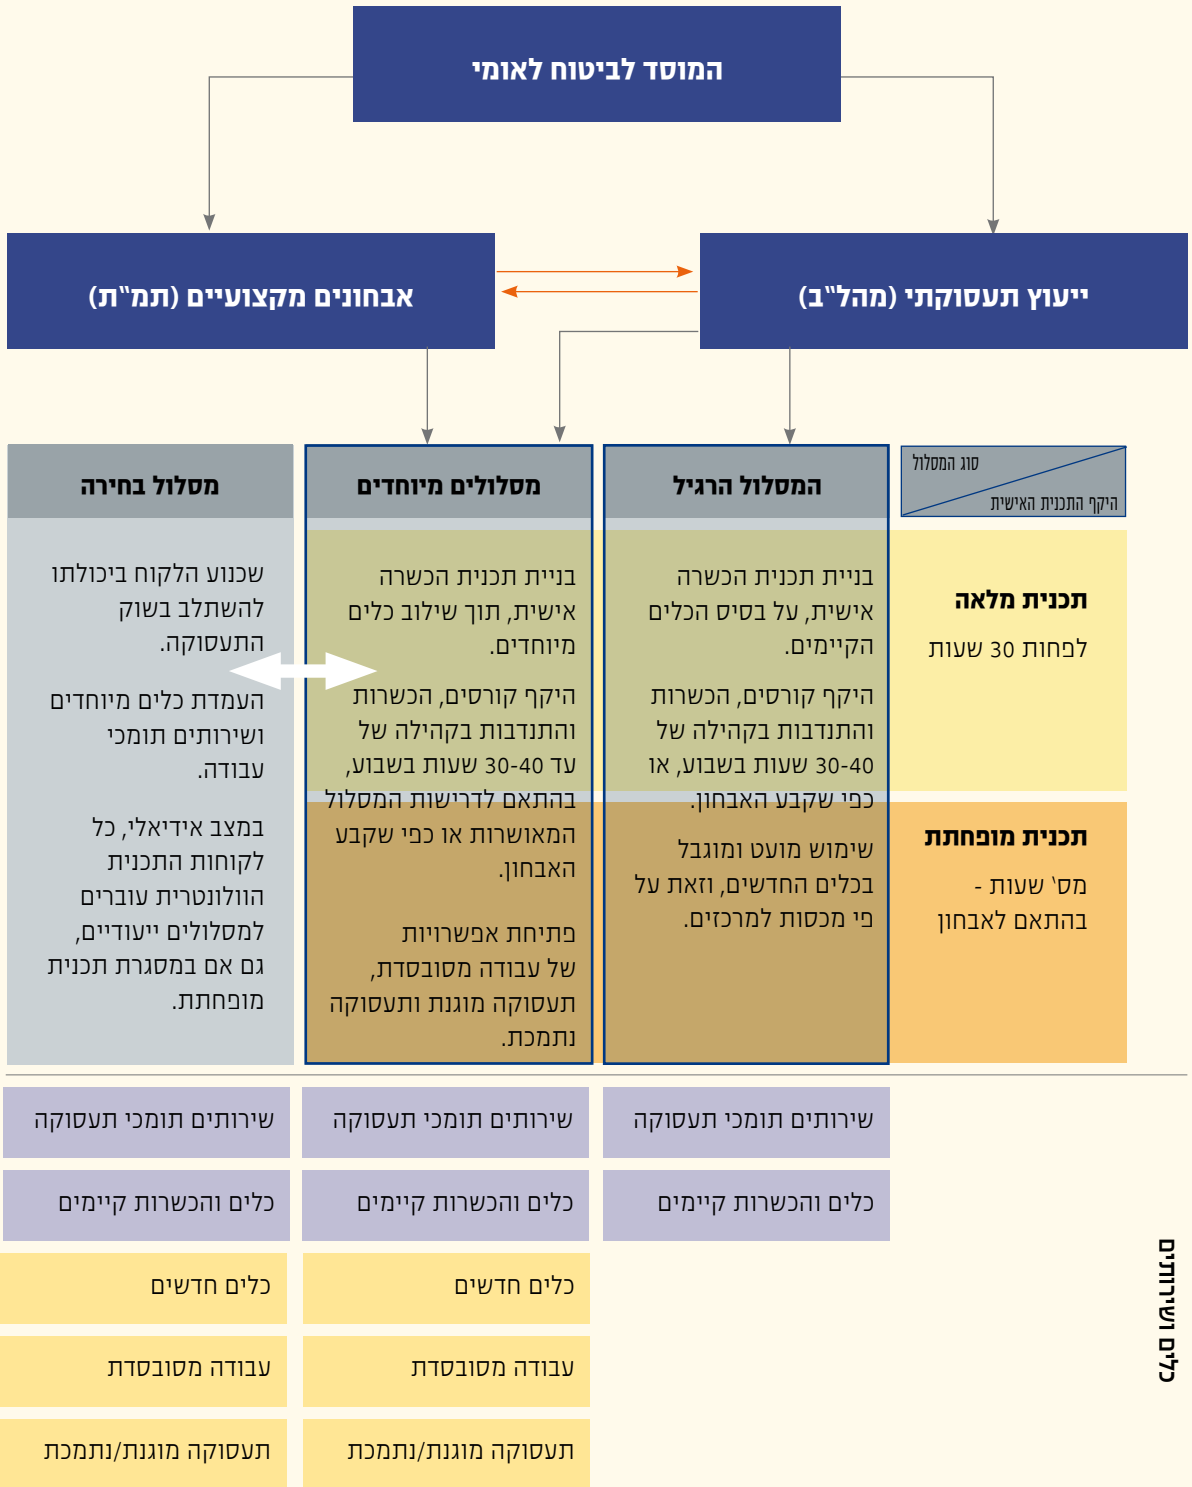 המוסד לביטוח לאומי
ייעוץ תעסוקתי (מהל"ב)
אבחונים מקצועיים (תמ"ת)
סוג המסלול
היקף התכנית האישית
המסלול הרגיל
מסלולים מיוחדים
מסלול בחירה
תכנית מלאה
לפחות 30 שעות
תכנית מופחתת
מס' שעות -
בהתאם לאבחון
בניית תכנית הכשרה
אישית, על בסיס הכלים
הקיימים.
היקף קורסים, הכשרות
והתנדבות בקהילה של
30-40 שעות בשבוע, או
כפי שקבע האבחון.
שימוש מועט ומוגבל
בכלים החדשים, וזאת על
פי מכסות למרכזים.
בניית תכנית הכשרה
אישית, תוך שילוב כלים
מיוחדים.
היקף קורסים, הכשרות
והתנדבות בקהילה של
עד 30-40 שעות בשבוע,
בהתאם לדרישות המסלול
המאושרות או כפי שקבע
האבחון.
פתיחת אפשרויות
של עבודה מסובסדת,
תעסוקה מוגנת ותעסוקה
נתמכת.
שכנוע הלקוח ביכולתו
להשתלב בשוק
התעסוקה.
העמדת כלים מיוחדים
ושירותים תומכי
עבודה.
במצב אידיאלי, כל
לקוחות התכנית
הוולונטרית עוברים
למסלולים ייעודיים,
גם אם במסגרת תכנית
מופחתת.
כלים ושירותים
שירותים תומכי תעסוקה
שירותים תומכי תעסוקה
שירותים תומכי תעסוקה
כלים והכשרות קיימים
כלים והכשרות קיימים
כלים והכשרות קיימים
כלים חדשים
כלים חדשים
עבודה מסובסדת
עבודה מסובסדת
תעסוקה מוגנת/נתמכת
תעסוקה מוגנת/נתמכת